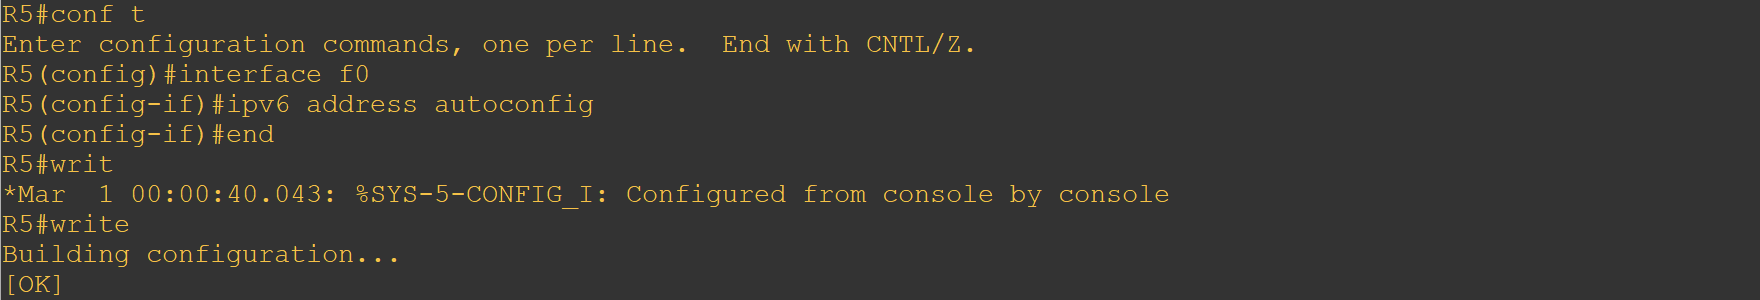 R5#conf t
Enter configuration commands, one per line.  End with CNTL/Z.
R5(config)#interface f0
R5(config-if)#ipv6 address autoconfig
R5(config-if)#end
R5#writ
*Mar  1 00:00:40.043: %SYS-5-CONFIG_I: Configured from console by console
R5#write
Building configuration...
[OK]